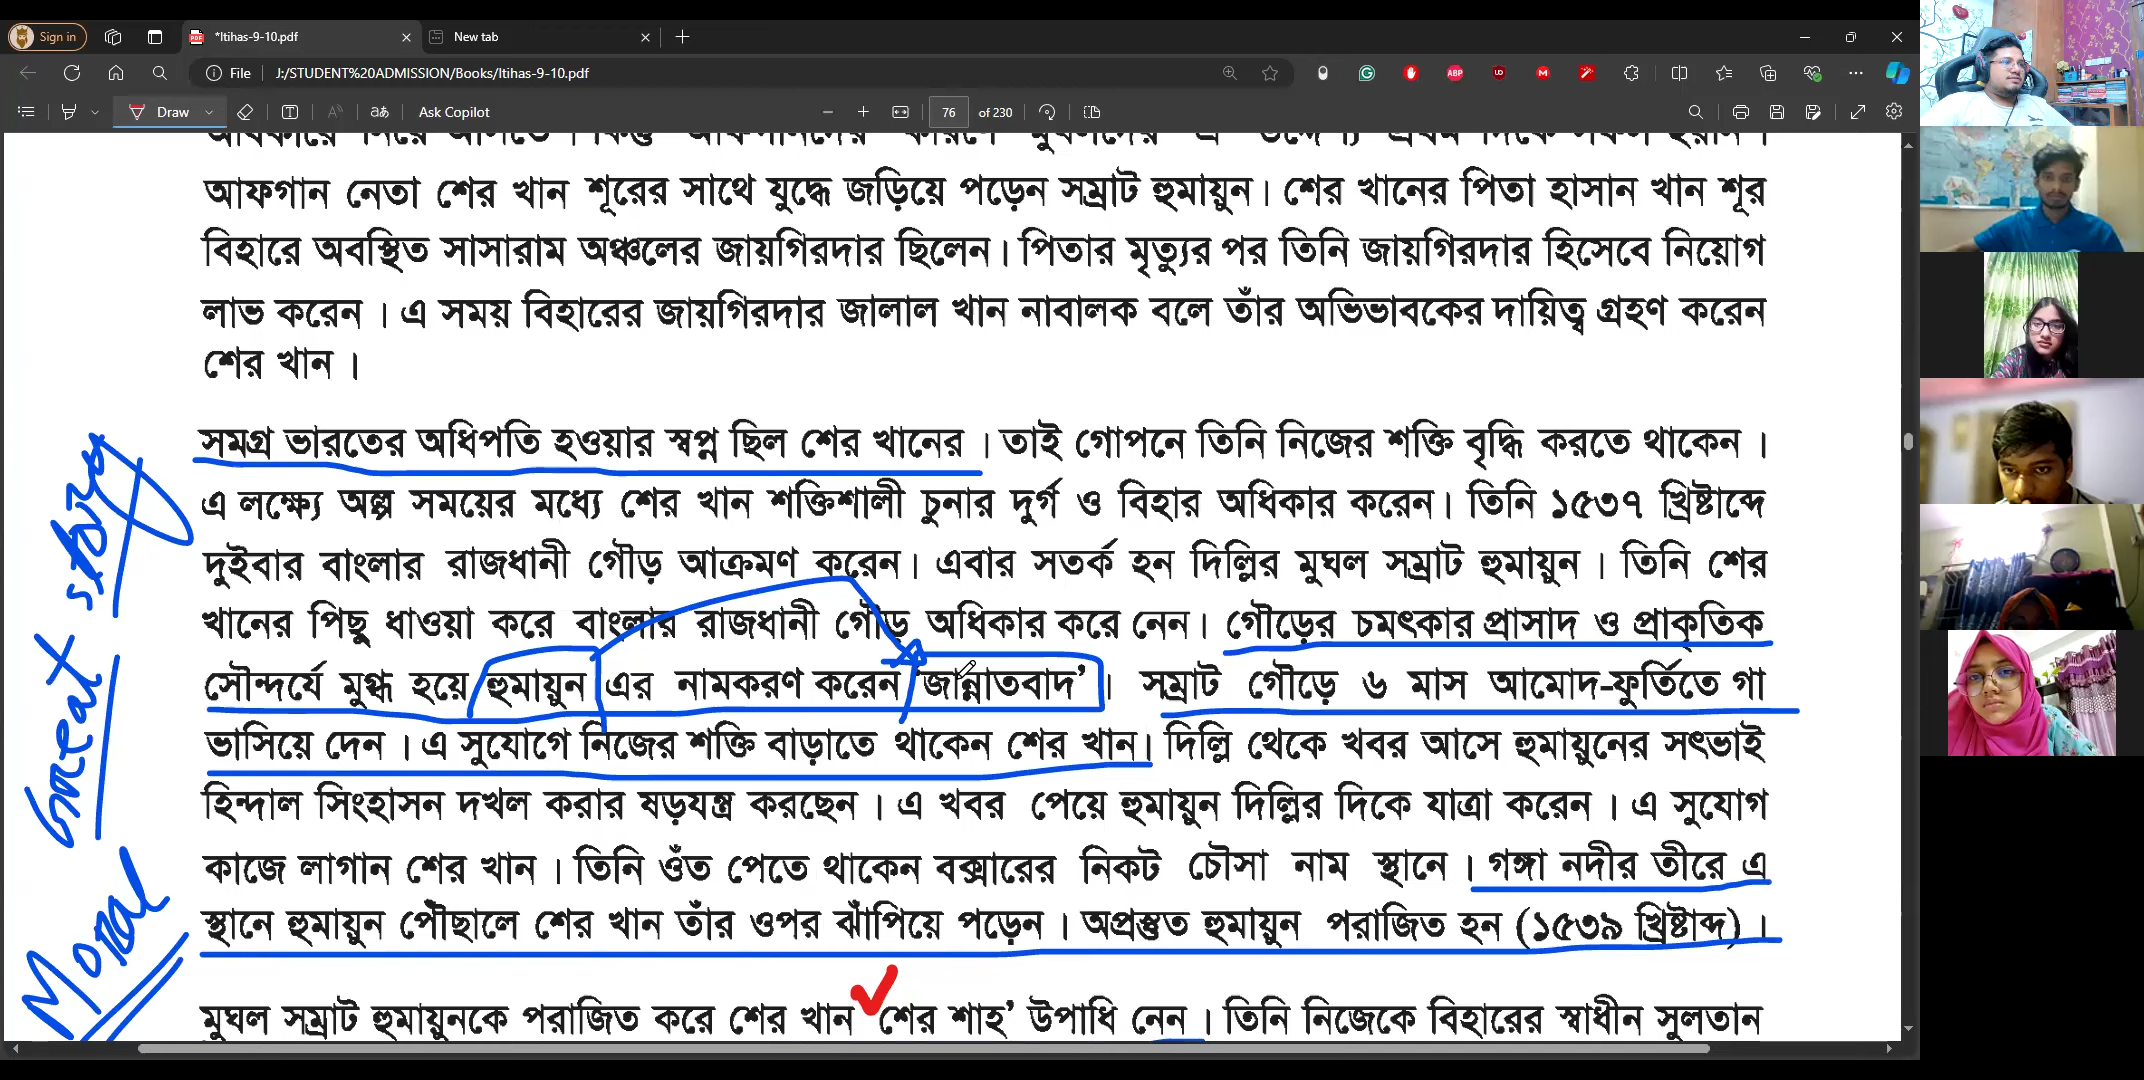 Sign in
*Itihas-9-10.pdf
New tab
File
J:/STUDENT%20ADMISSION/Books/Itihas-9-10.pdf
Draw
Ask Copilot
76
of 230
আফগান নেতা শের খান শূরের সাথে যুদ্ধে জড়িয়ে পড়েন সম্রাট হুমায়ুন। শের খানের পিতা হাসান খান শূর
বিহারে অবস্থিত সাসারাম অঞ্চলের জায়গিরদার ছিলেন। পিতার মৃত্যুর পর তিনি জায়গিরদার হিসেবে নিয়োগ
লাভ করেন । এ সময় বিহারের জায়গিরদার জালাল খান নাবালক বলে তাঁর অভিভাবকের দায়িত্ব গ্রহণ করেন
শের খান ।
সমগ্র ভারতের অধিপতি হওয়ার স্বপ্ন ছিল শের খানের । তাই গোপনে তিনি নিজের শক্তি বৃদ্ধি করতে থাকেন ।
এ লক্ষ্যে অল্প সময়ের মধ্যে শের খান শক্তিশালী চুনার দুর্গ ও বিহার অধিকার করেন। তিনি ১৫৩৭ খ্রিষ্টাব্দে
দুইবার বাংলার রাজধানী গৌড় আক্রমণ করেন। এবার সতর্ক হন দিল্লির মুঘল সম্রাট হুমায়ুন । তিনি শের
খানের পিছু ধাওয়া করে বাংলার রাজধানী গৌড় অধিকার করে নেন। গৌড়ের চমৎকার প্রাসাদ ও প্রাকৃতিক
সৌন্দর্যে মুগ্ধ হয়ে হুমায়ুন এর নামকরণ করেন ‘জান্নাতবাদ’ । সম্রাট গৌড়ে ৬ মাস আমোদ-ফুর্তিতে গা
ভাসিয়ে দেন । এ সুযোগে নিজের শক্তি বাড়াতে থাকেন শের খান। দিল্লি থেকে খবর আসে হুমায়ুনের সৎভাই
হিন্দাল সিংহাসন দখল করার ষড়যন্ত্র করছেন । এ খবর পেয়ে হুমায়ুন দিল্লির দিকে যাত্রা করেন । এ সুযোগ
কাজে লাগান শের খান । তিনি ওঁত পেতে থাকেন বক্সারের নিকট চৌসা নাম স্থানে । গঙ্গা নদীর তীরে এ
স্থানে হুমায়ুন পৌঁছালে শের খান তাঁর ওপর ঝাঁপিয়ে পড়েন । অপ্রস্তুত হুমায়ুন পরাজিত হন (১৫৩৯ খ্রিষ্টাব্দ) ।
মুঘল সম্রাট হুমায়ুনকে পরাজিত করে শের খান ‘শের শাহ’ উপাধি নেন । তিনি নিজেকে বিহারের স্বাধীন সুলতান
Great story
Moral